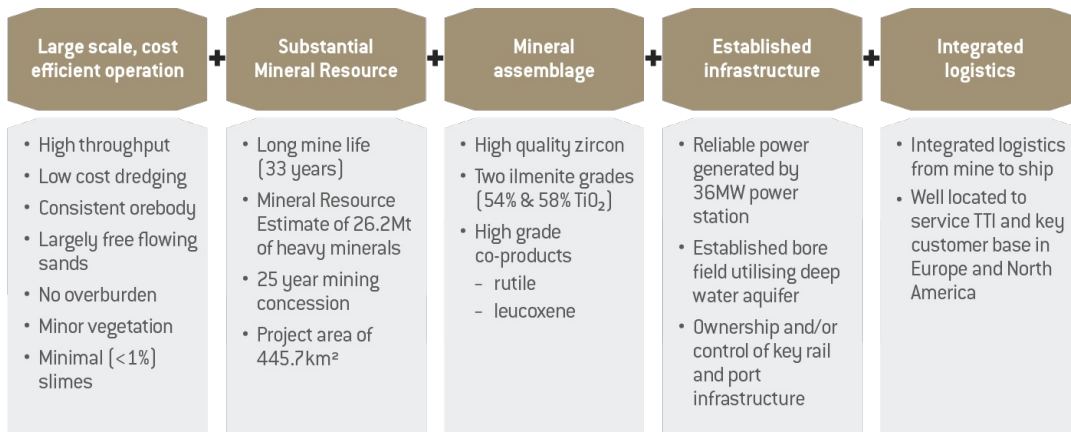 Large scale, cost
efficient operation
+
Substantial
Mineral Resource
+
Mineral
assemblage
+
Established
infrastructure
+
Integrated
logistics
• High throughput
• Low cost dredging
• Consistent orebody
• Largely free flowing
sands
• No overburden
• Minor vegetation
• Minimal (<1%)
slimes
• Long mine life
(33 years)
• Mineral Resource
Estimate of 26.2Mt
of heavy minerals
• 25 year mining
concession
• Project area of
445.7km²
• High quality zircon
• Two ilmenite grades
(54% & 58% TiO₂)
• High grade
co-products
– rutile
– leucoxene
• Reliable power
generated by
36MW power
station
• Established bore
field utilising deep
water aquifer
• Ownership and/or
control of key rail
and port
infrastructure
• Integrated logistics
from mine to ship
• Well located to
service TTI and key
customer base in
Europe and North
America